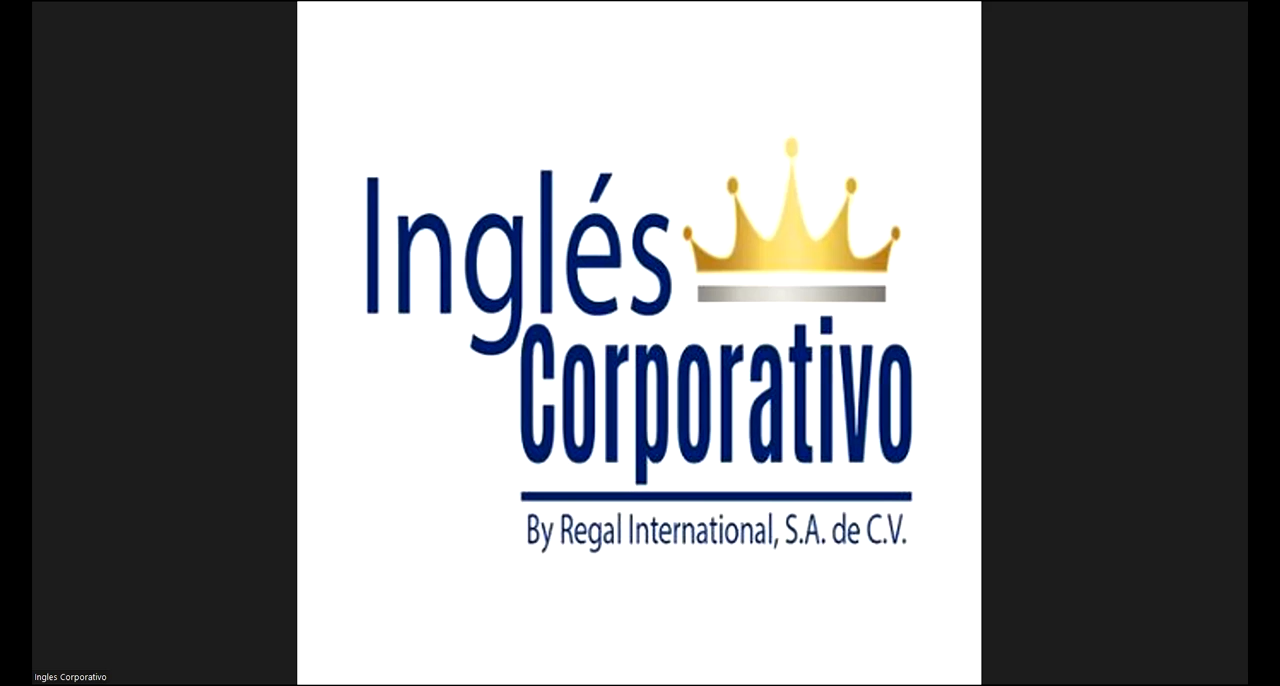 Inglés
Corporativo
By Regal International, S.A. de C.V.
Ingles Corporativo